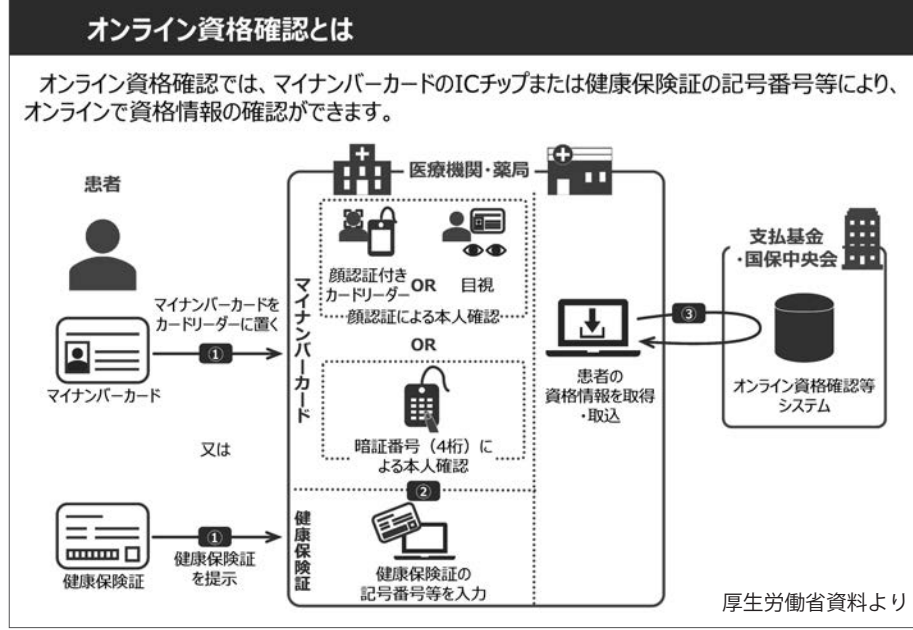 オンライン資格確認とは
オンライン資格確認では、マイナンバーカードのICチップまたは健康保険証の記号番号等により、
オンラインで資格情報の確認ができます。
患者
マイナンバーカードを
カードリーダーに置く
①
マイナンバーカード
又は
①
健康保険証
を提示
健康保険証
医療機関・薬局
マイナンバーカード
顔認証付き
カードリーダー
OR
目視
顔認証による本人確認
OR
暗証番号（4桁）に
よる本人確認
②
健康保険証
健康保険証の
記号番号等を入力
患者の
資格情報を取得
・取込
③
支払基金
・国保中央会
オンライン資格確認等
システム
厚生労働省資料より